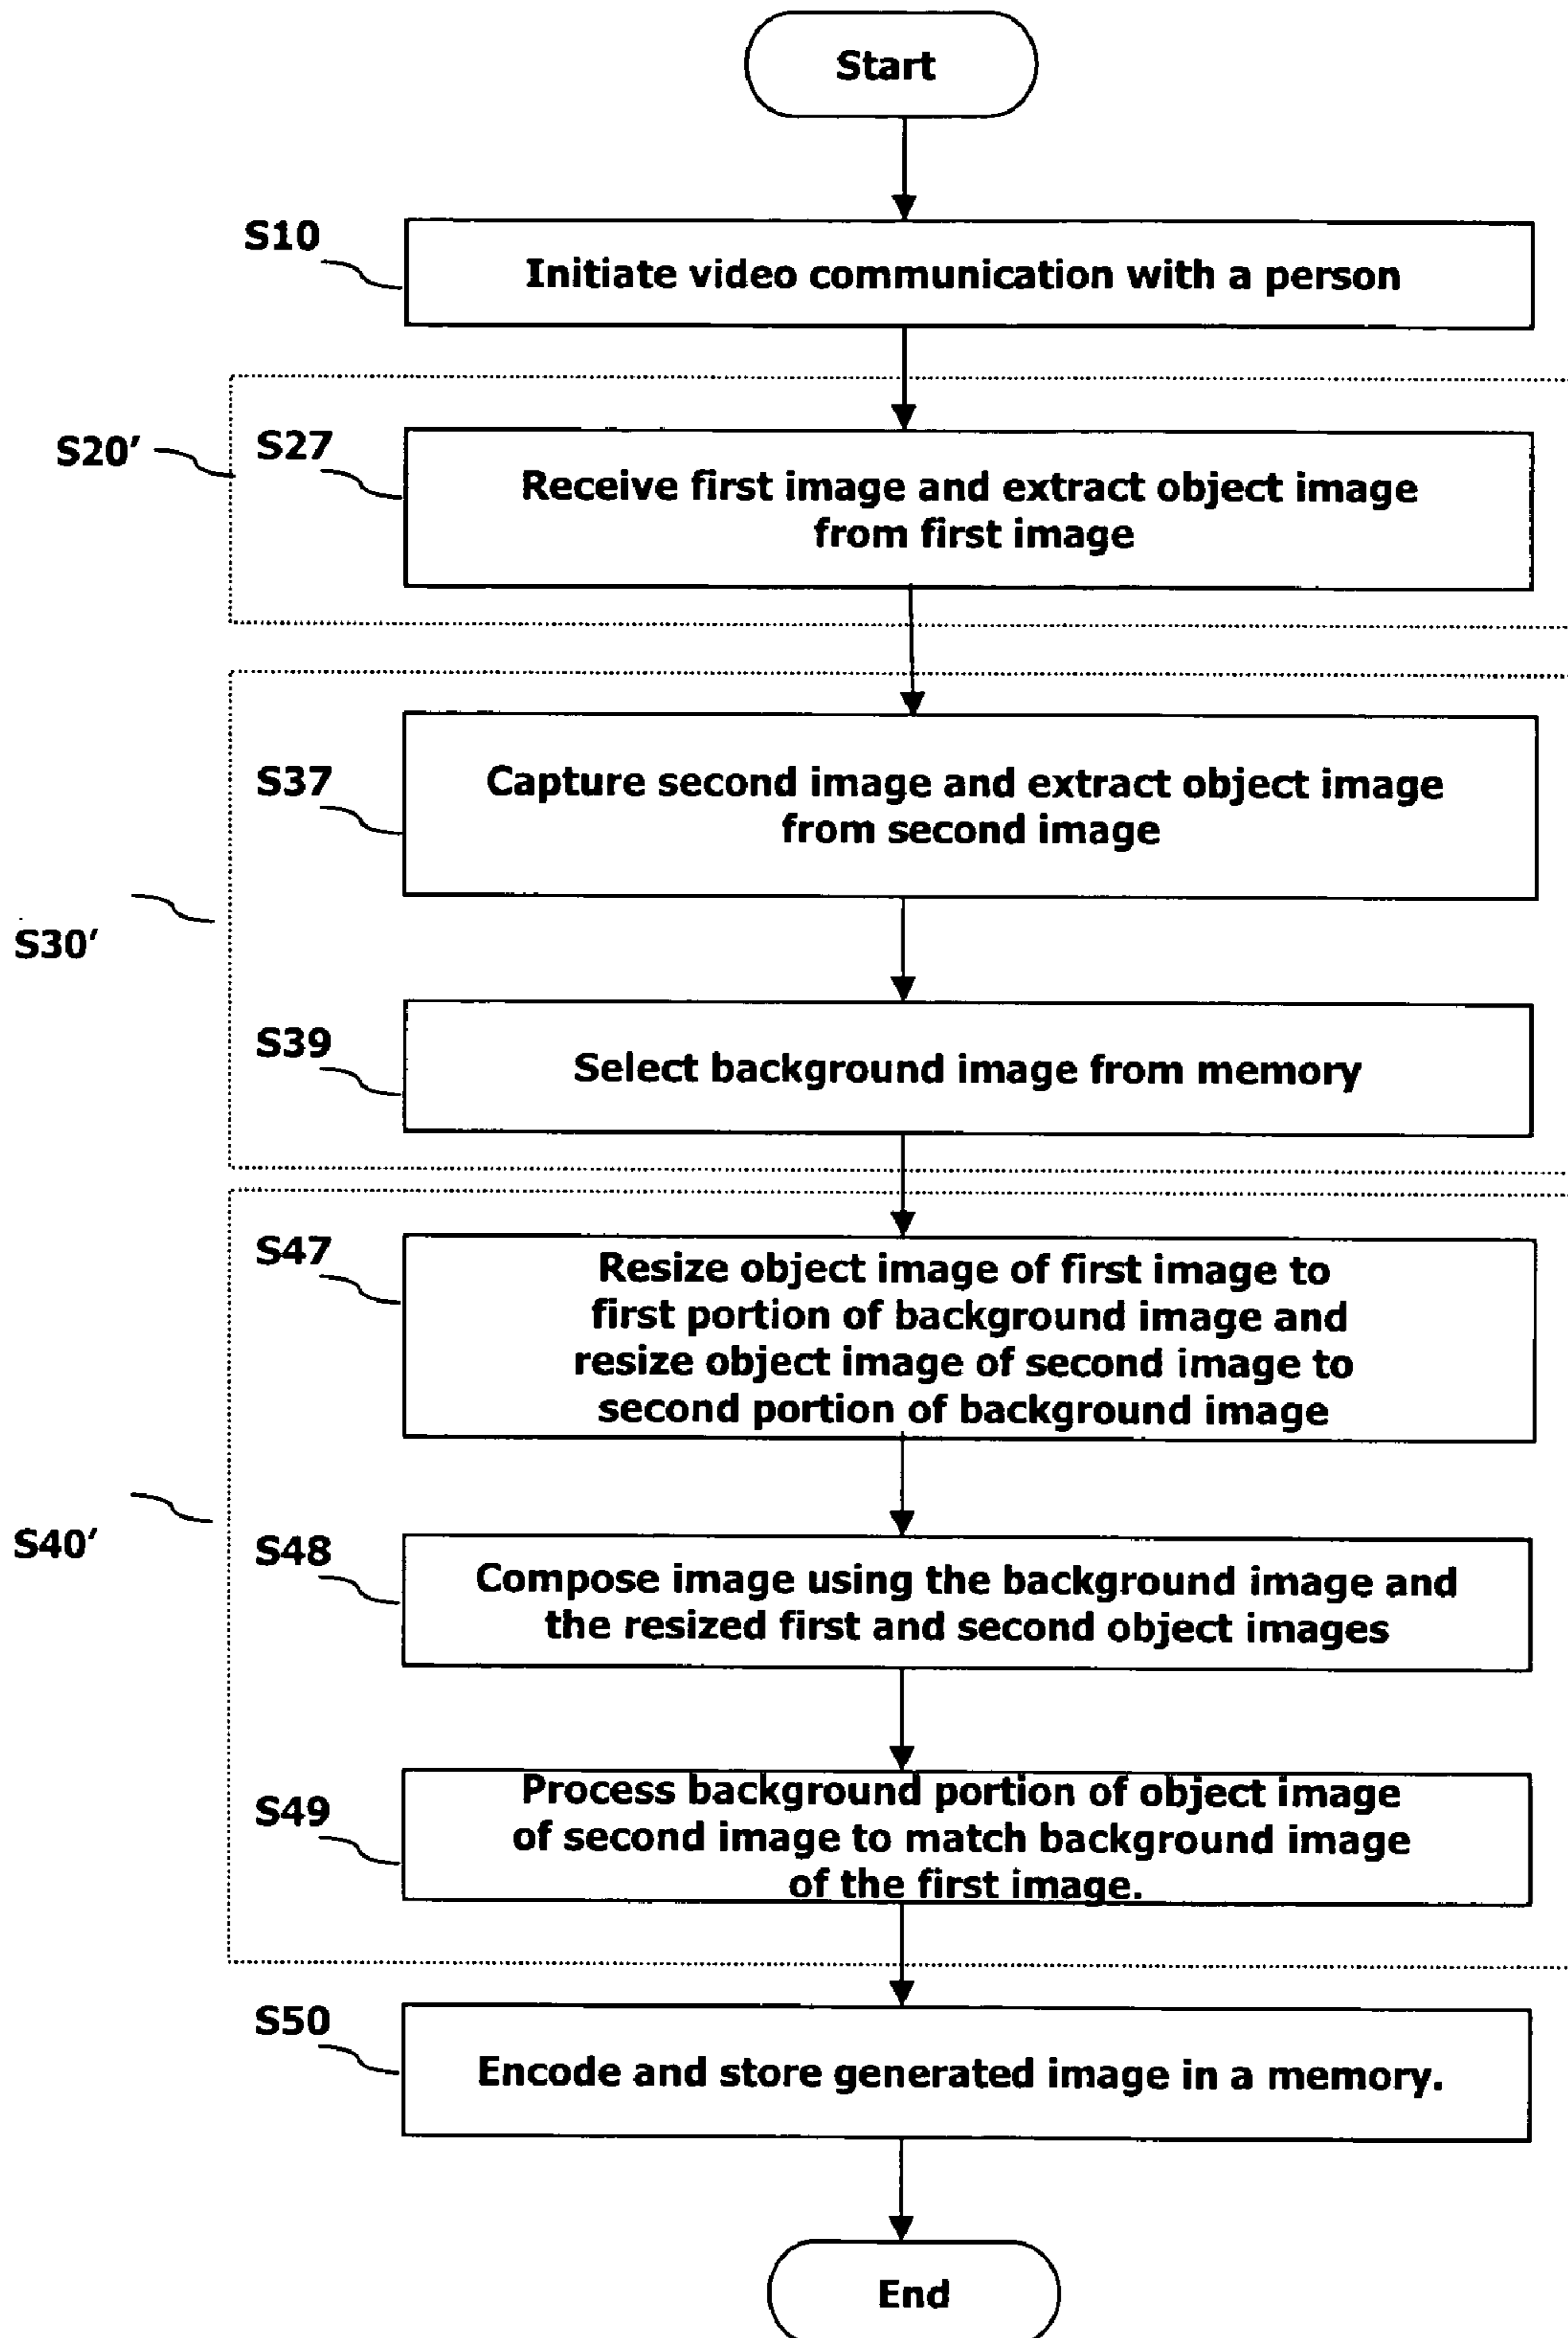 Start
S10
Initiate video communication with a person
S20′
S27
Receive first image and extract object image
from first image
S30′
S37
Capture second image and extract object image
from second image
S39
Select background image from memory
S40′
S47
Resize object image of first image to
first portion of background image and
resize object image of second image to
second portion of background image
S48
Compose image using the background image and
the resized first and second object images
S49
Process background portion of object image
of second image to match background image
of the first image.
S50
Encode and store generated image in a memory.
End